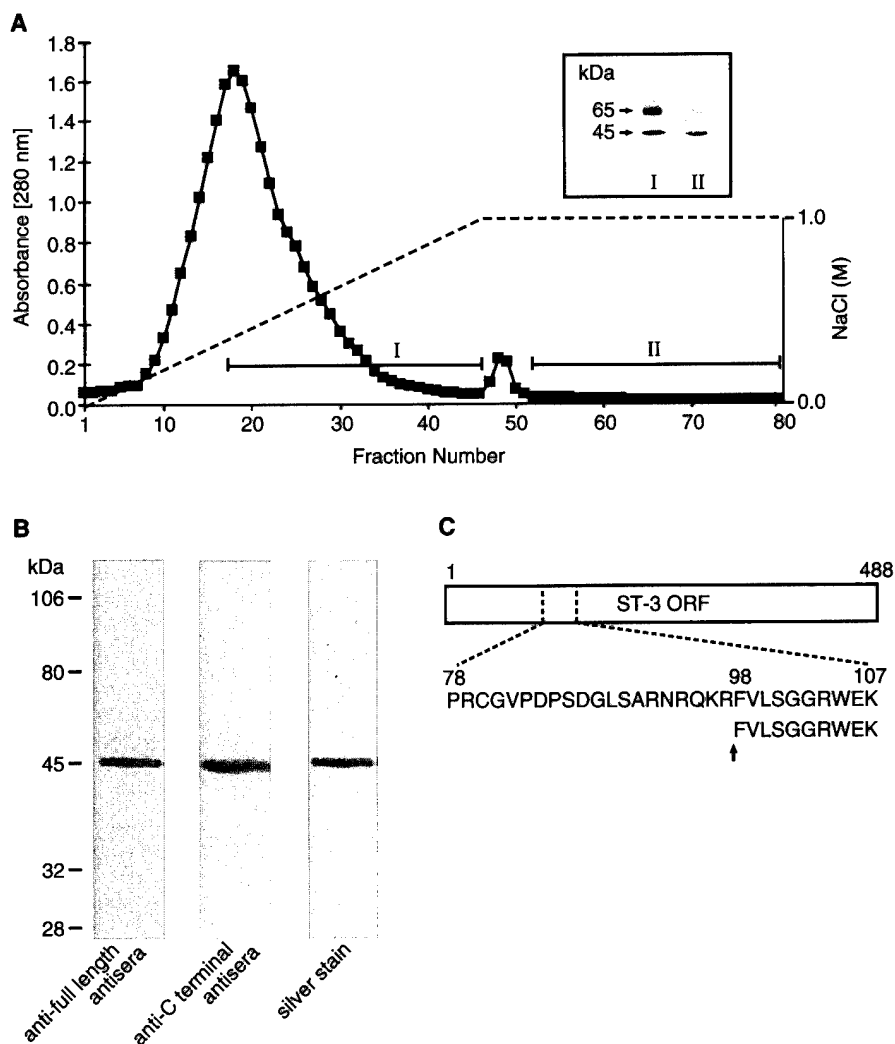 A
Absorbance [280 nm]
1.8
1.6
1.4
1.2
1.0
0.8
0.6
0.4
0.2
0.0
1 10 20 30 40 50 60 70 80
Fraction Number
1.0
0.0
NaCl (M)
I
II
kDa
65
45
I II
B
kDa
106
80
45
32
28
anti-full length antisera
anti-C terminal antisera
silver stain
C
1 488
ST-3 ORF
78 98 107
PRCGVPDPSDGLSARNRQKRFVLSGGRWEK
FVLSGGRWEK